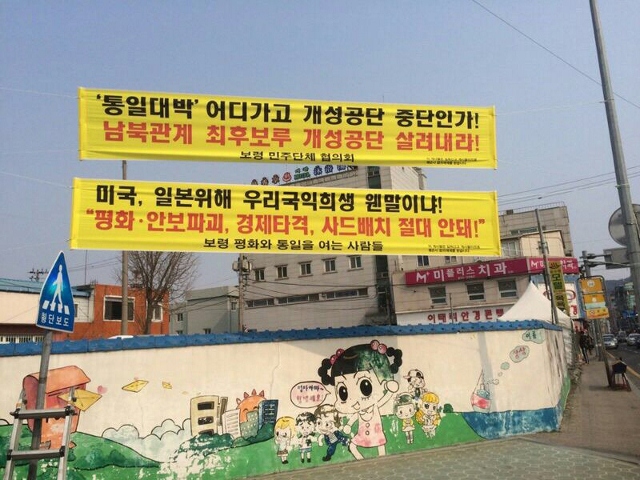 '통일대박' 어디가고 개성공단 중단인가!
남북관계 최후보루 개성공단 살려내라!
보령 민주단체 협의회
미국, 일본위해 우리국익희생 웬말이냐!
"평화·안보파괴, 경제타격, 사드배치 절대 안돼!"
보령 평화와 통일을 여는 사람들
미플러스치과
횡단보도